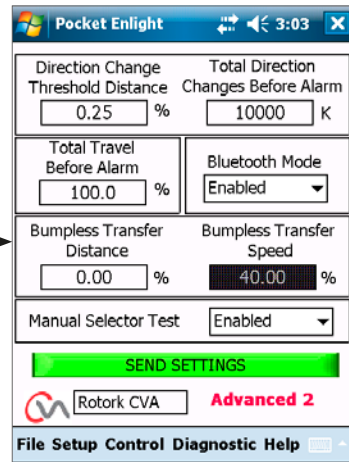 Pocket Enlight 3:03
Direction Change Threshold Distance
0.25 %
Total Direction Changes Before Alarm
10000 K
Total Travel Before Alarm
100.0 %
Bluetooth Mode
Enabled
Bumpless Transfer Distance
0.00 %
Bumpless Transfer Speed
40.00 %
Manual Selector Test Enabled
SEND SETTINGS
Rotork CVA Advanced 2
File Setup Control Diagnostic Help